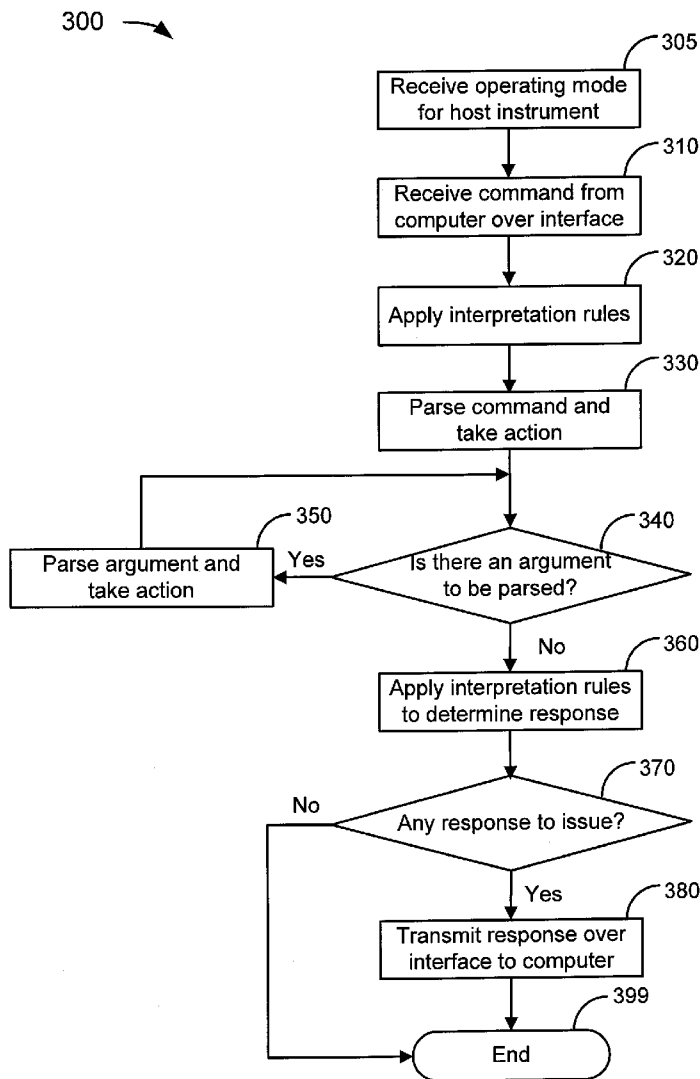 300
305
Receive operating mode
for host instrument
310
Receive command from
computer over interface
320
Apply interpretation rules
330
Parse command and
take action
350
Parse argument and
take action
Yes
340
Is there an argument
to be parsed?
No
360
Apply interpretation rules
to determine response
370
No
Any response to issue?
Yes
380
Transmit response over
interface to computer
399
End